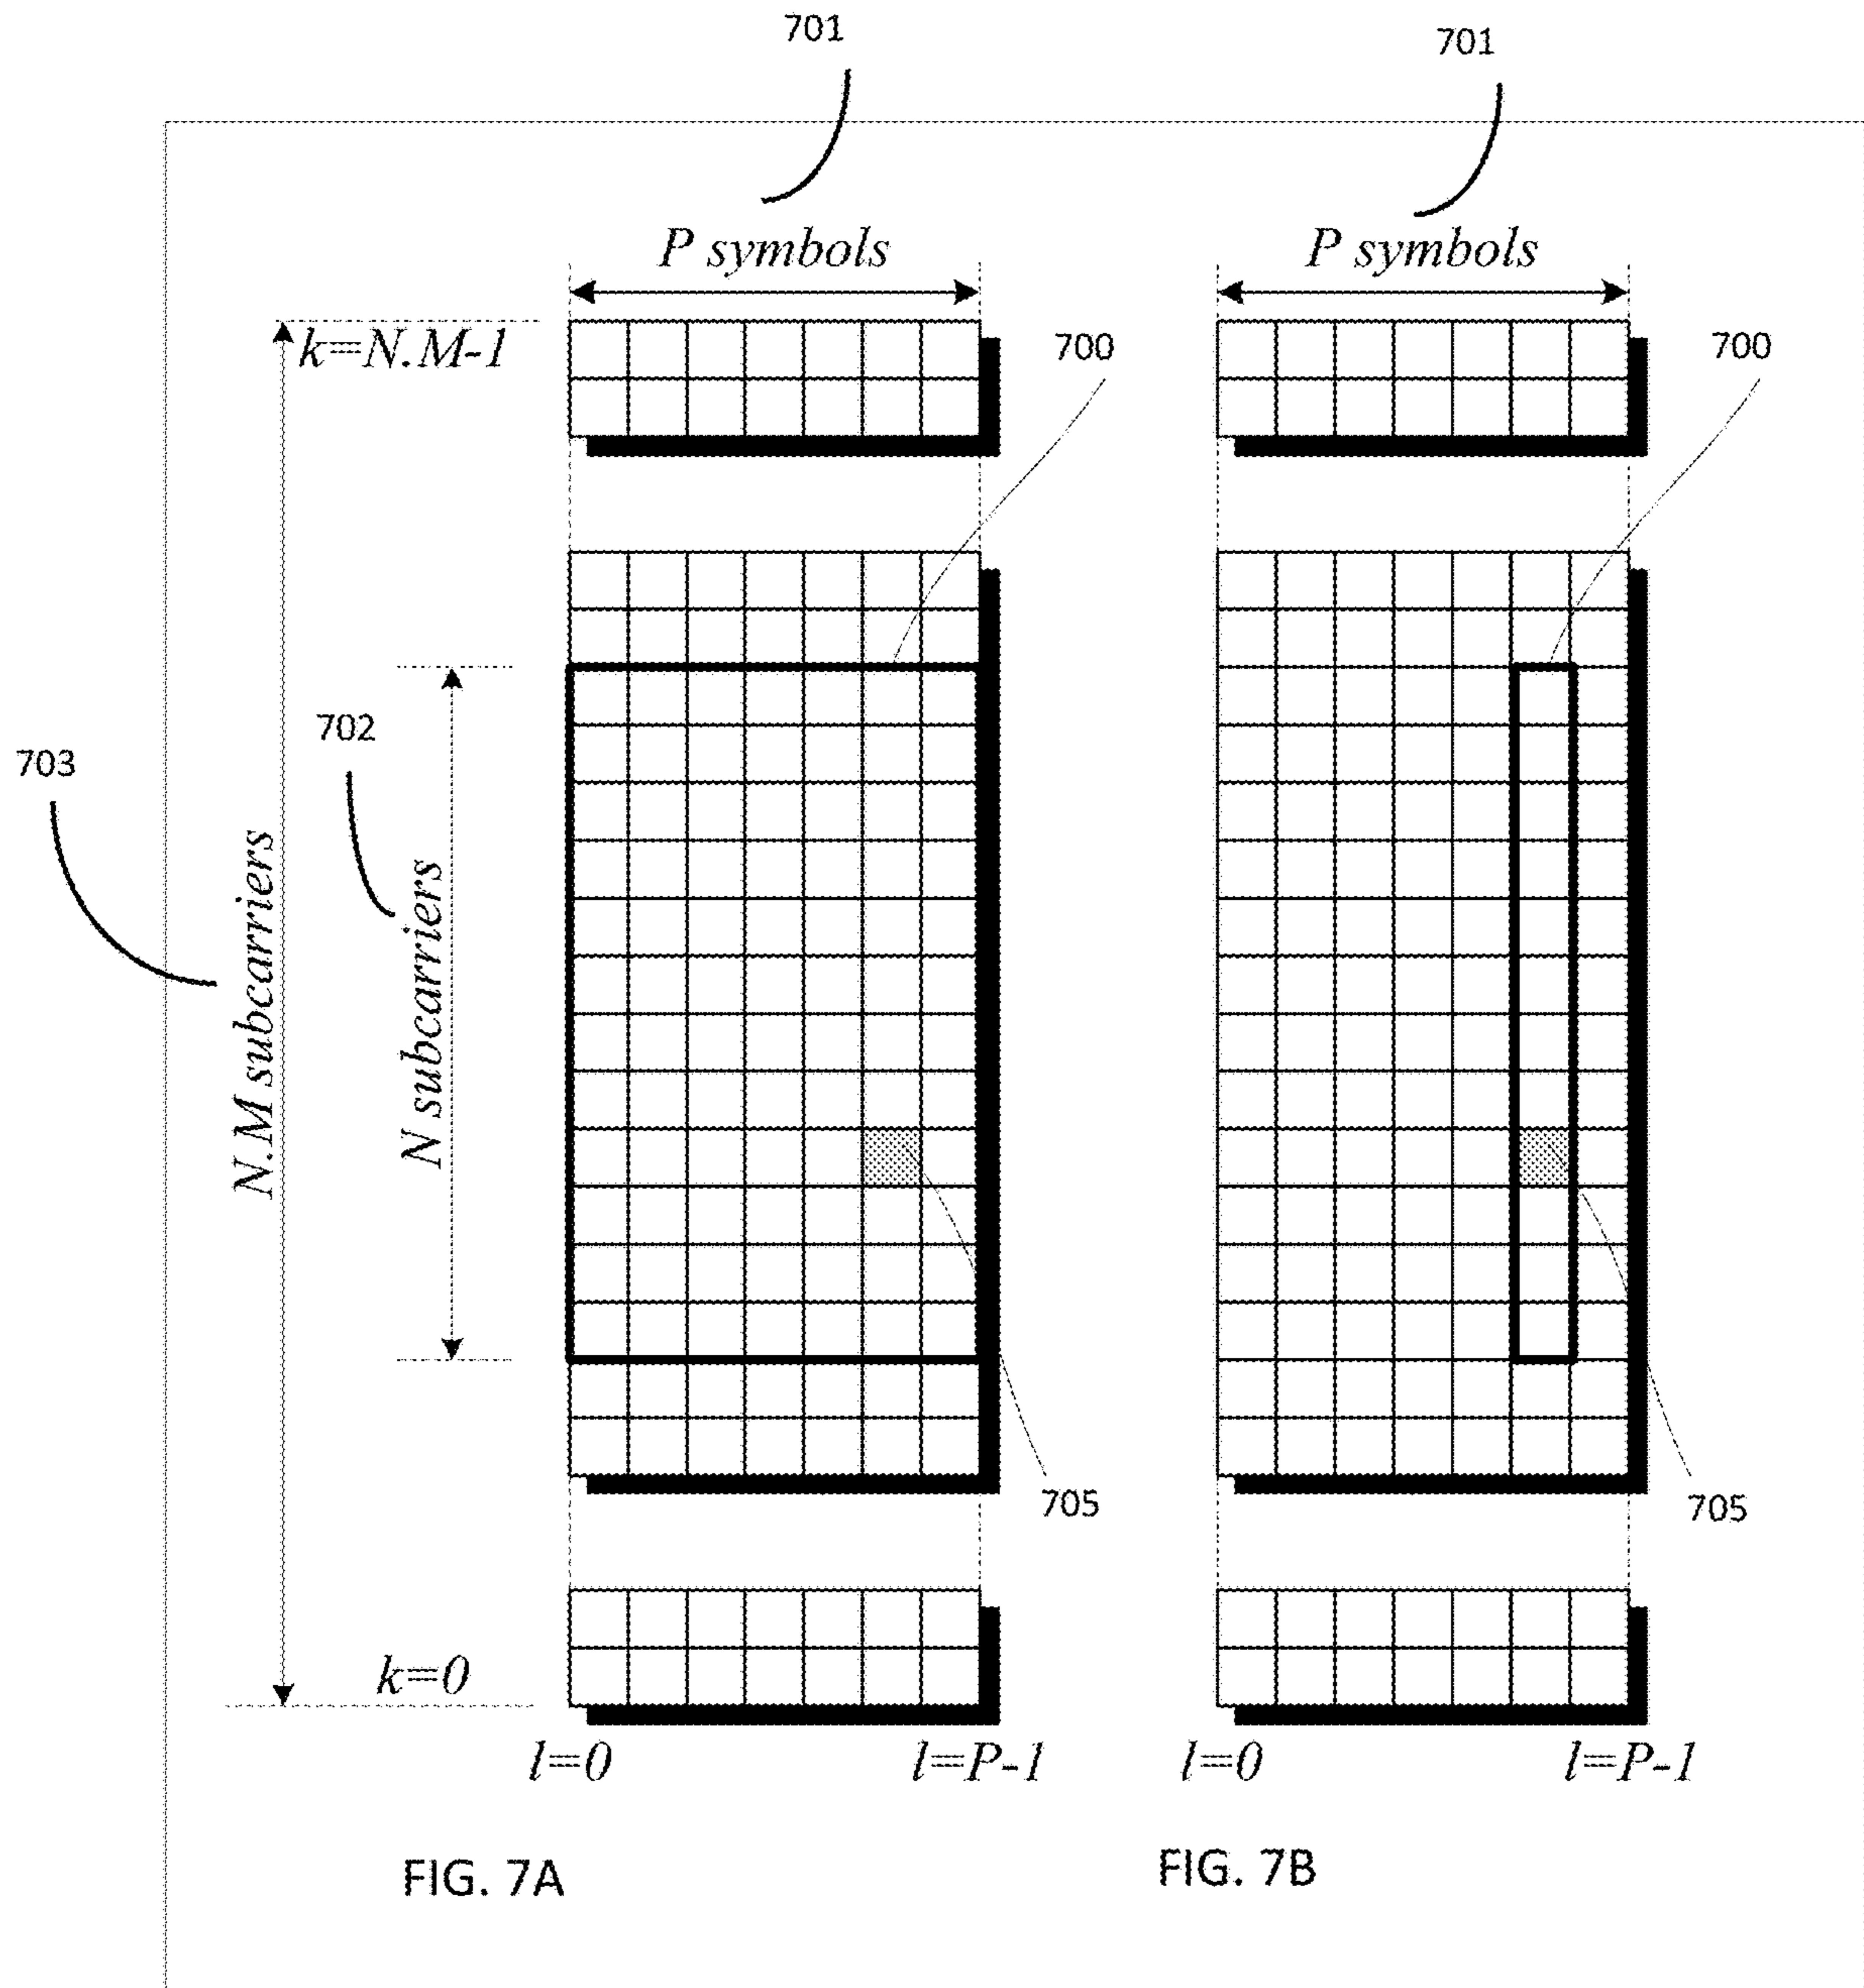 701
701
P symbols
P symbols
k=N.M-1
700
700
703
702
N.M subcarriers
N subcarriers
705
705
k=0
l=0
l=P-1
l=0
l=P-1
FIG. 7A
FIG. 7B